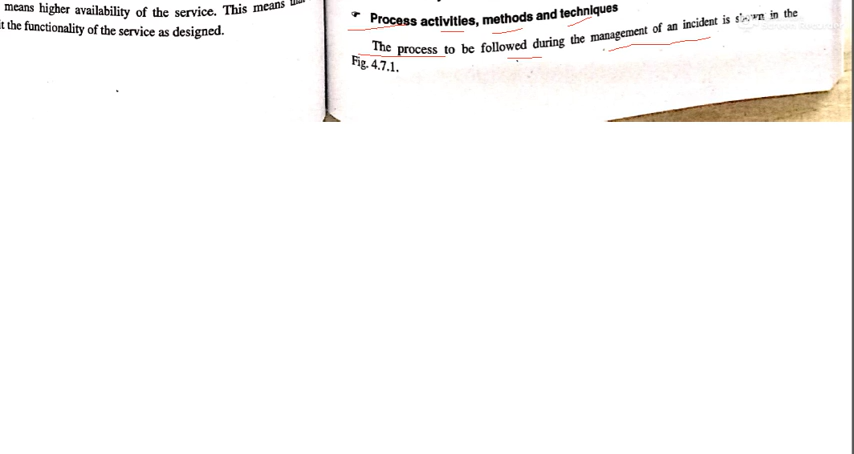 means higher availability of the service. This means
it the functionality of the service as designed.
☞ Process activities, methods and techniques
The process to be followed during the management of an incident is shown in the
Fig. 4.7.1.